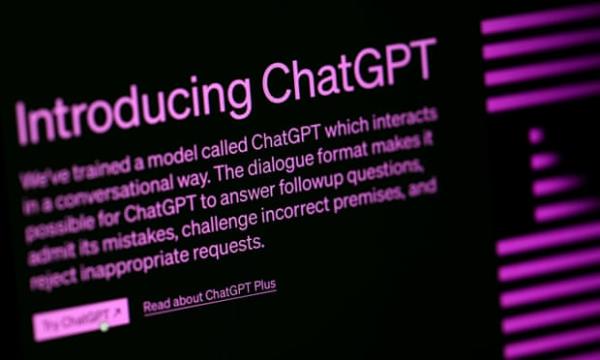 Introducing ChatGPT
We've trained a model called ChatGPT which interacts
in a conversational way. The dialogue format makes it
possible for ChatGPT to answer followup questions,
admit its mistakes, challenge incorrect premises, and
reject inappropriate requests.
Try ChatGPT ↗
Read about ChatGPT Plus